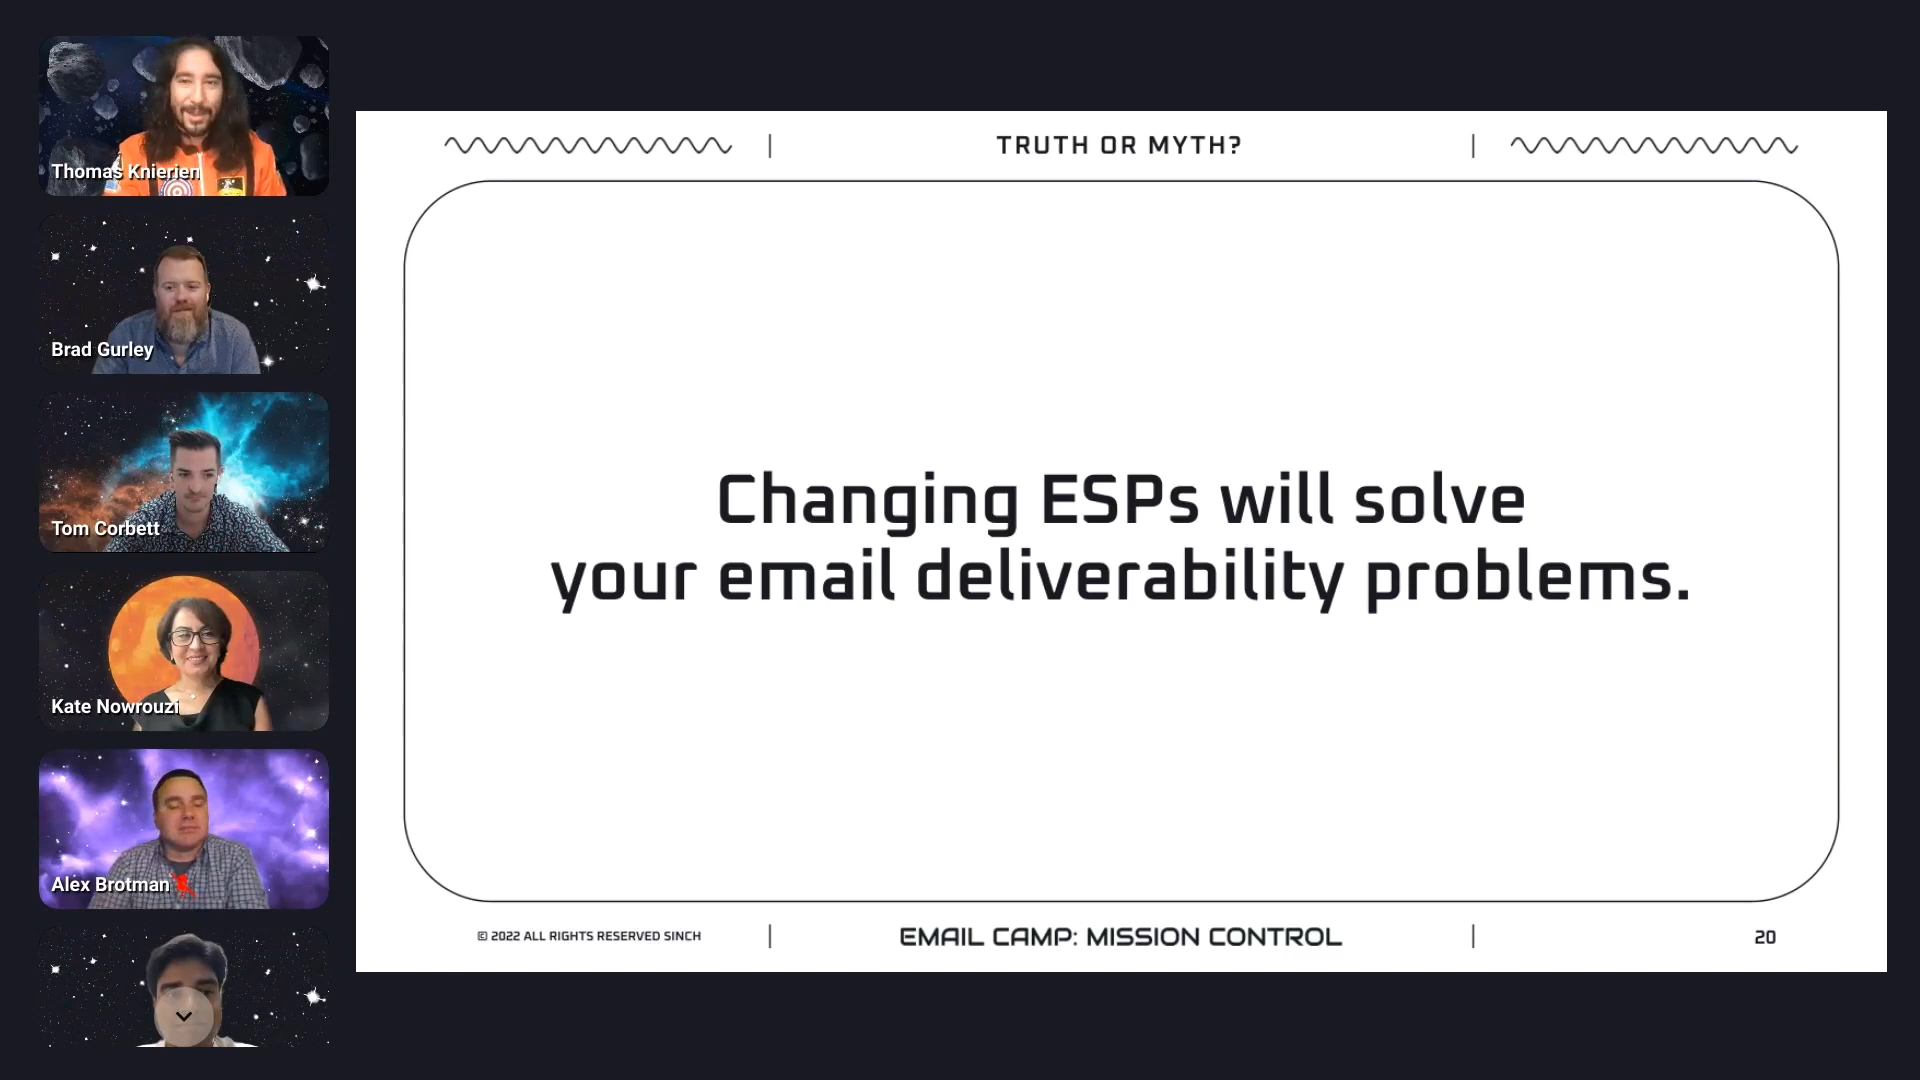 Thomas Knierien
Brad Gurley
Tom Corbett
Kate Nowrouzi
Alex Brotman
TRUTH OR MYTH?
Changing ESPs will solve
your email deliverability problems.
© 2022 ALL RIGHTS RESERVED SINCH
EMAIL CAMP: MISSION CONTROL
20